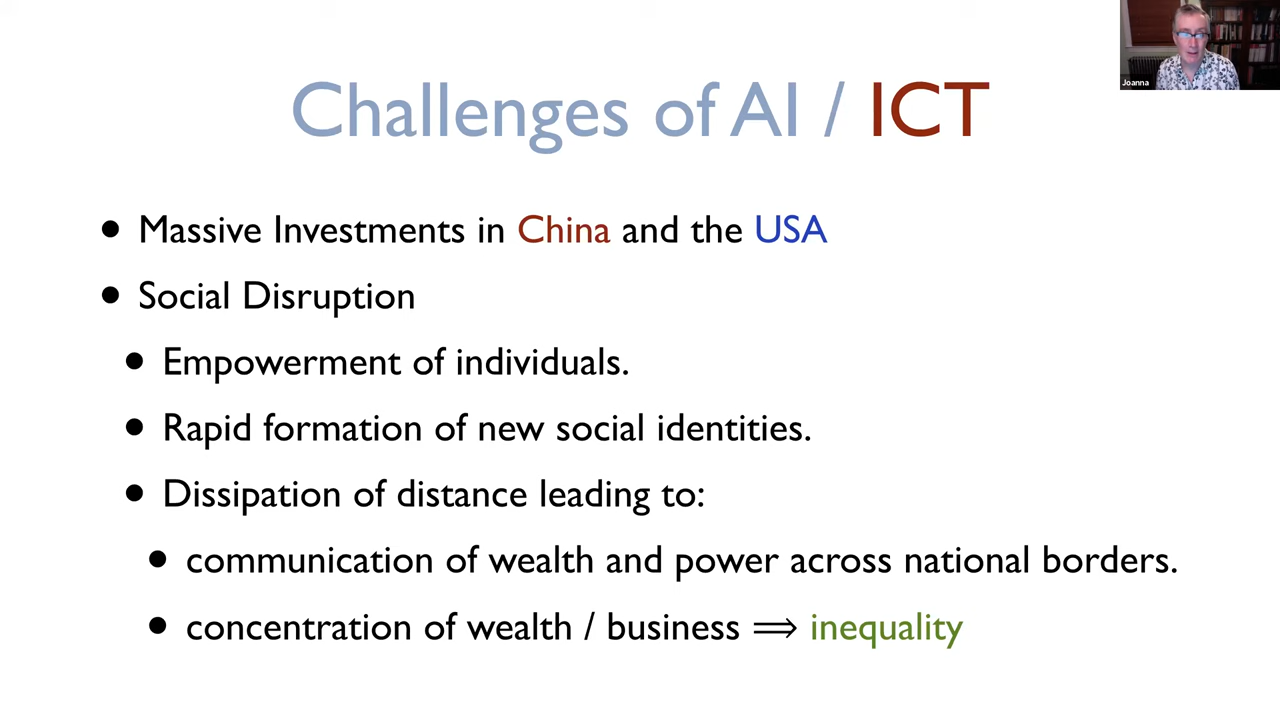 Joanna
Challenges of AI / ICT
• Massive Investments in China and the USA
• Social Disruption
• Empowerment of individuals.
• Rapid formation of new social identities.
• Dissipation of distance leading to:
• communication of wealth and power across national borders.
• concentration of wealth / business ⟹ inequality